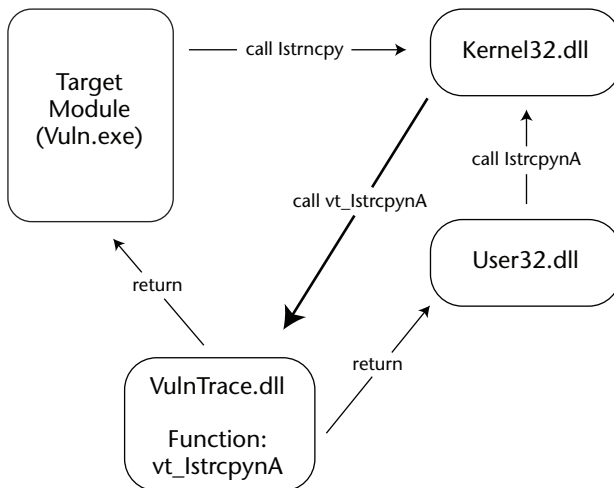 Target
Module
(Vuln.exe)
call lstrncpy
Kernel32.dll
call vt_lstrcpynA
call lstrcpynA
User32.dll
return
return
VulnTrace.dll
Function:
vt_lstrcpynA